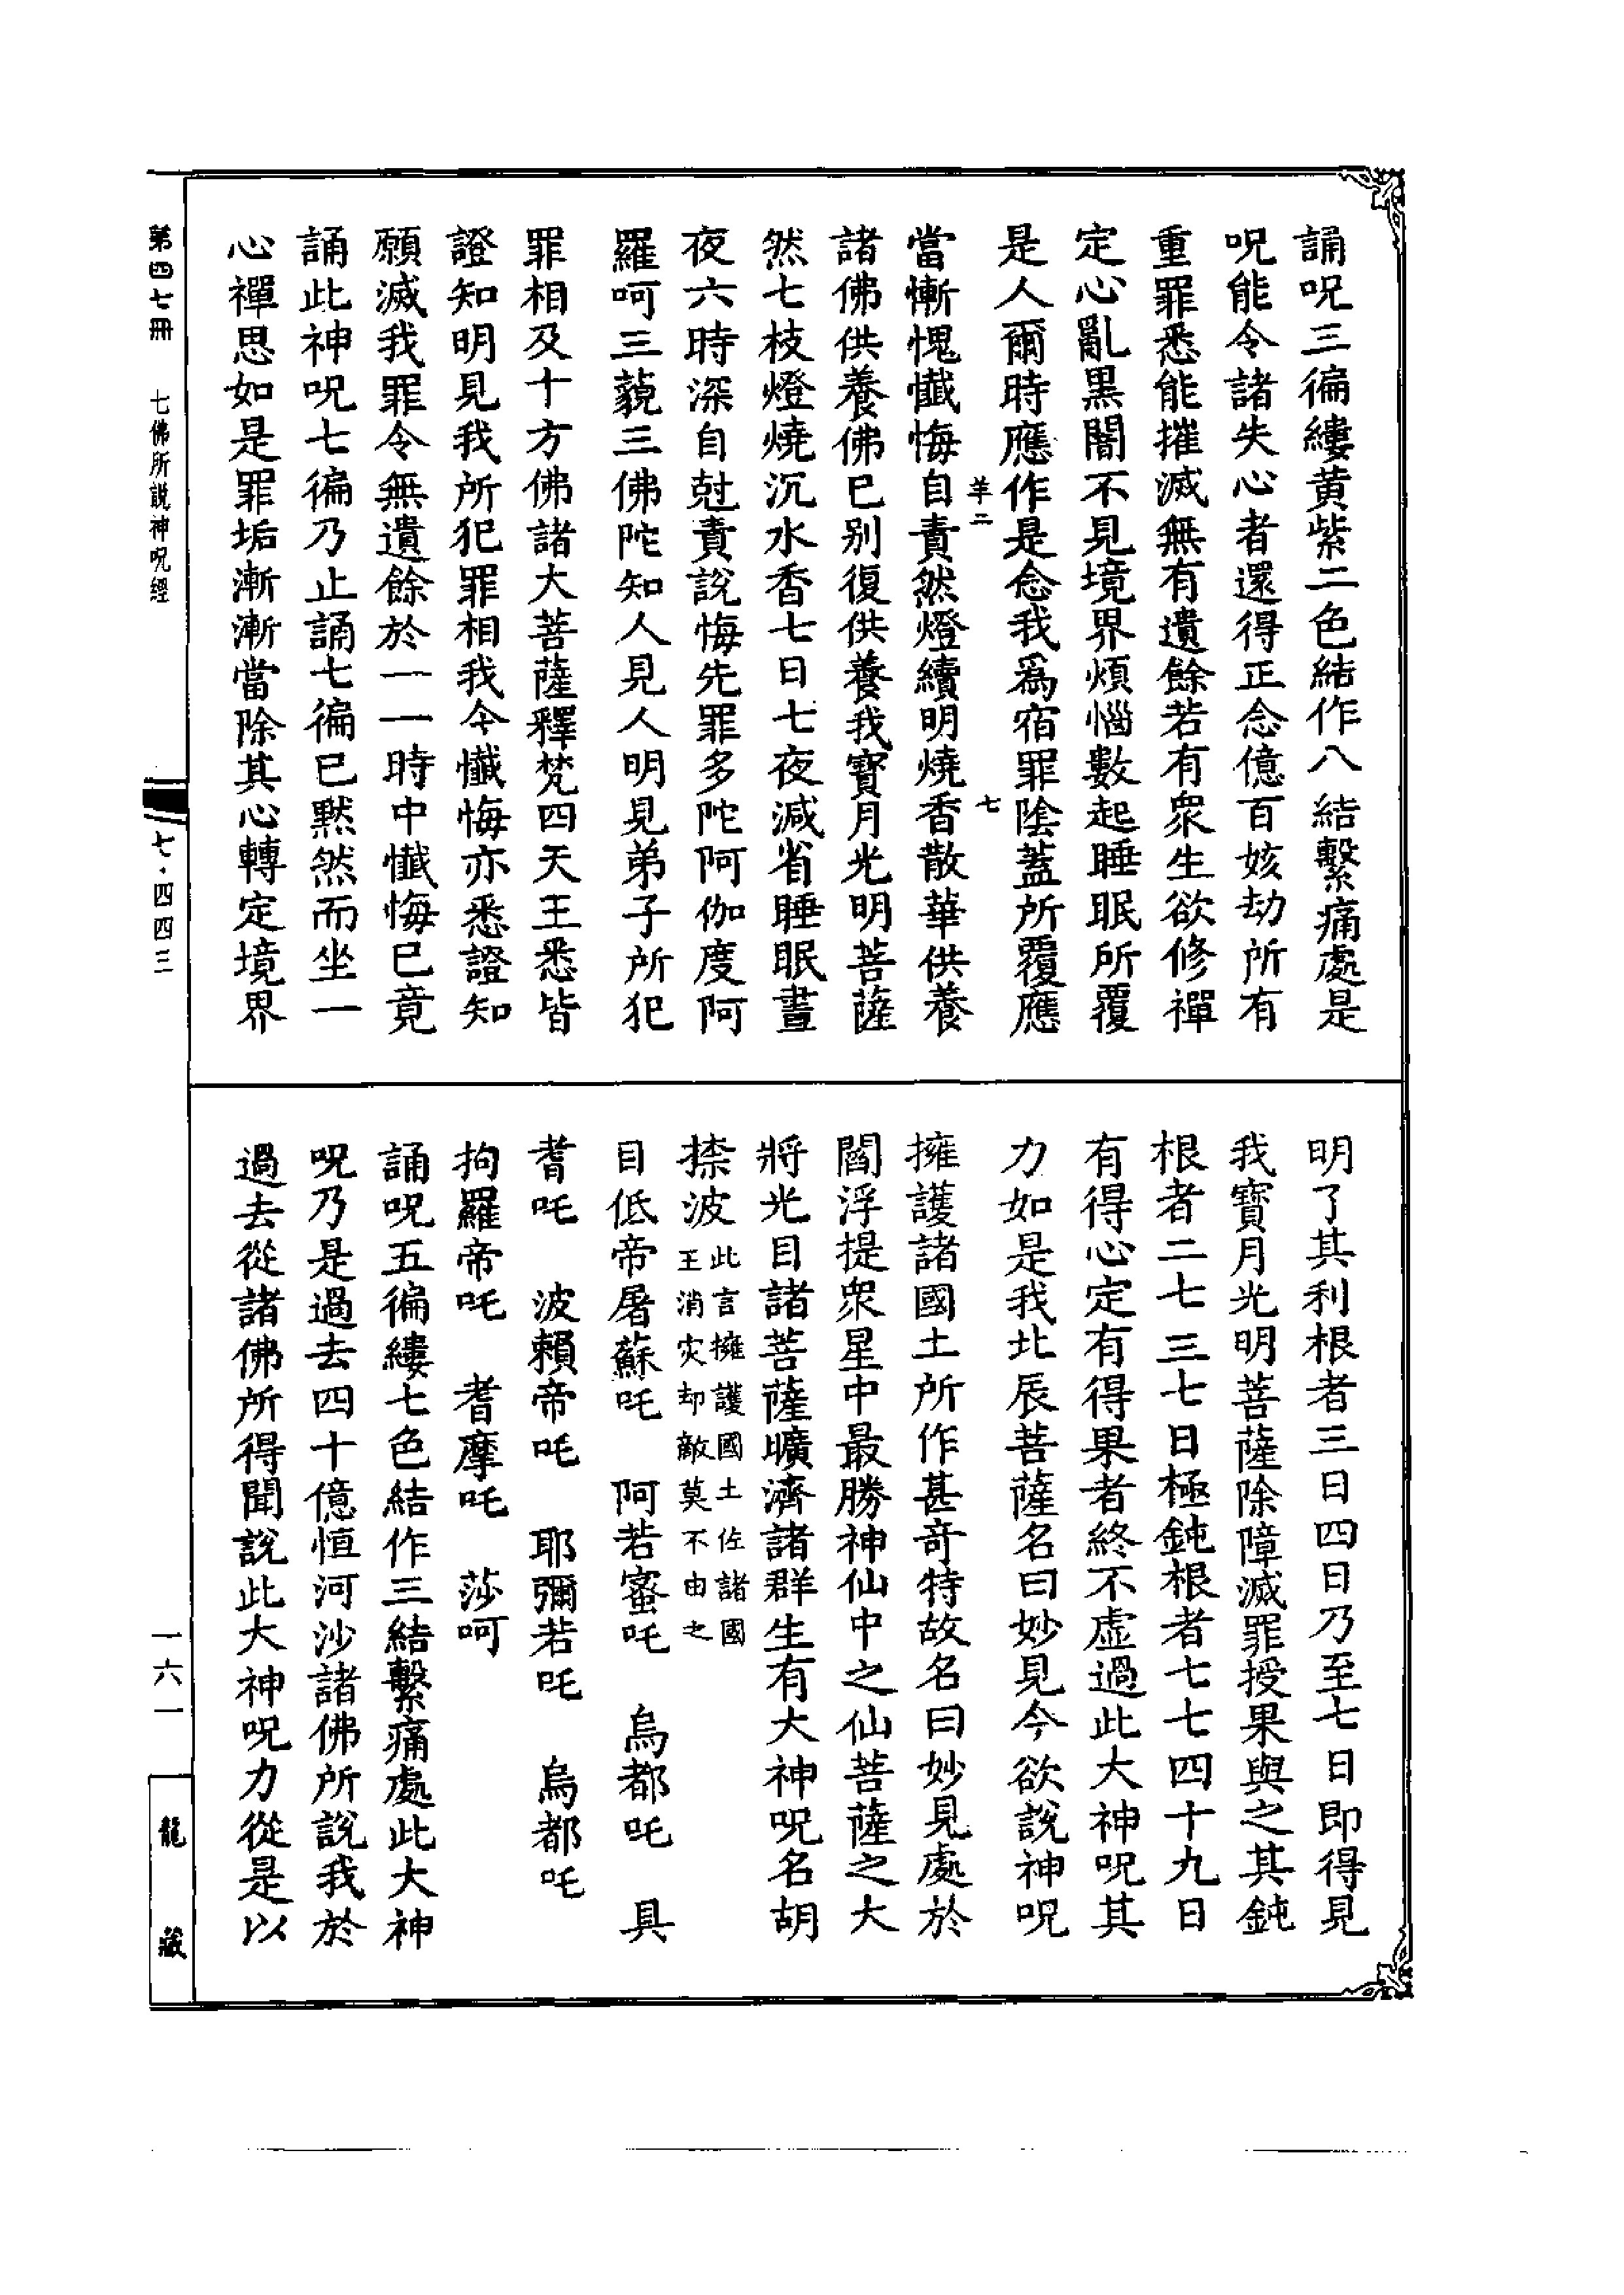 誦呪三徧縷黃紫二色結作八結繫痛處是
呪能令諸失心者還得正念億百姟劫所有
重罪悉能摧滅無有遺餘若有衆生欲修禪
定心亂黒闇不見境界煩惱數起睡眠所覆
是人爾時應作是念我爲宿罪陰蓋所覆應
羊二 七
當慚愧懺悔自責然燈續明燒香散華供養
諸佛供養佛已别復供養我寳月光明菩薩
然七枝燈燒沉水香七日七夜減省睡眠晝
夜六時深自尅責說悔先罪多陀阿伽度阿
羅呵三藐三佛陀知人見人明見弟子所犯
罪相及十方佛諸大菩薩釋梵四天王悉皆
證知明見我所犯罪相我今懺悔亦悉證知
願滅我罪令無遺餘於一一時中懺悔已竟
誦此神呪七徧乃止誦七徧已黙然而坐一
心禪思如是罪垢漸漸當除其心轉定境界
明了其利根者三日四日乃至七日即得見
我寳月光明菩薩除障滅罪授果與之其鈍
根者二七三七日極鈍根者七七四十九日
有得心定有得果者終不虛過此大神呪其
力如是我北辰菩薩名曰妙見今欲說神呪
擁護諸國土所作甚竒特故名曰妙見處於
閻浮提衆星中最勝神仙中之仙菩薩之大
將光目諸菩薩曠濟諸群生有大神呪名胡
捺波此言擁護國土佐諸國王消灾却敵莫不由之
目低帝屠蘇吒 阿若蜜吒 烏都吒 具
耆吒 波賴帝吒 耶彌若吒 烏都吒
拘羅帝吒 耆摩吒 莎呵
誦呪五徧縷七色結作三結繫痛處此大神
呪乃是過去四十億恒河沙諸佛所說我於
過去從諸佛所得聞說此大神呪力從是以
第四七冊 七佛所說神呪經
七·四四三
一六一
龍藏